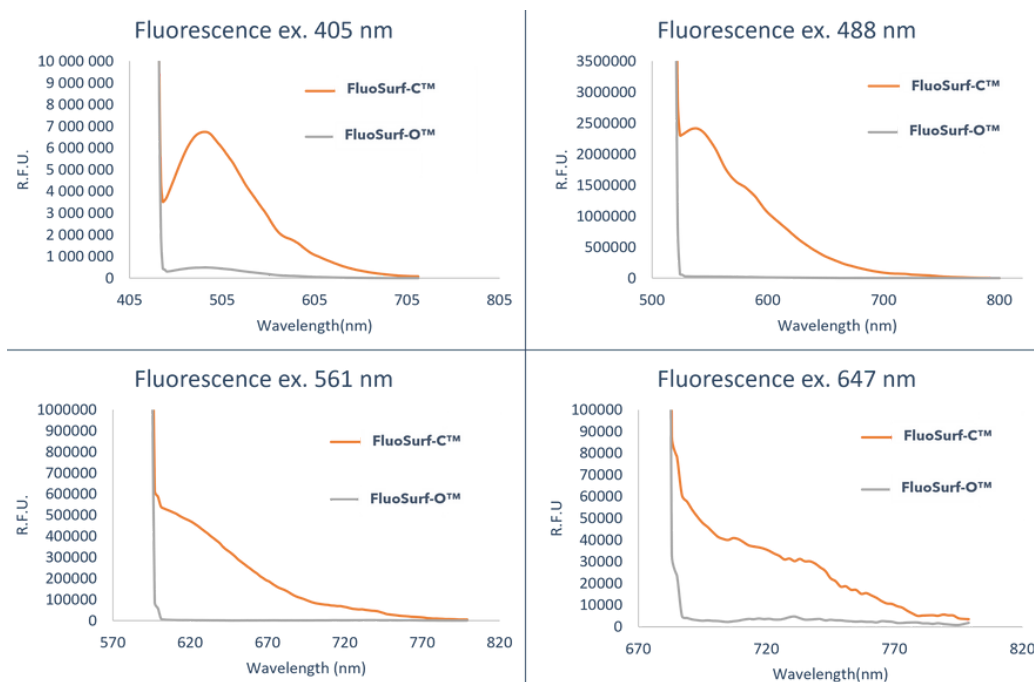 Fluorescence ex. 405 nm
10 000 000
9 000 000
8 000 000
7 000 000
6 000 000
5 000 000
4 000 000
3 000 000
2 000 000
1 000 000
0
R.F.U.
FluoSurf-C™
FluoSurf-O™
405 505 605 705 805
Wavelength(nm)
Fluorescence ex. 488 nm
3500000
3000000
2500000
2000000
1500000
1000000
500000
0
R.F.U.
FluoSurf-C™
FluoSurf-O™
500 600 700 800
Wavelength (nm)
Fluorescence ex. 561 nm
1000000
900000
800000
700000
600000
500000
400000
300000
200000
100000
0
R.F.U.
FluoSurf-C™
FluoSurf-O™
570 620 670 720 770 820
Wavelength (nm)
Fluorescence ex. 647 nm
100000
90000
80000
70000
60000
50000
40000
30000
20000
10000
0
R.F.U
FluoSurf-C™
FluoSurf-O™
670 720 770 820
Wavelength(nm)